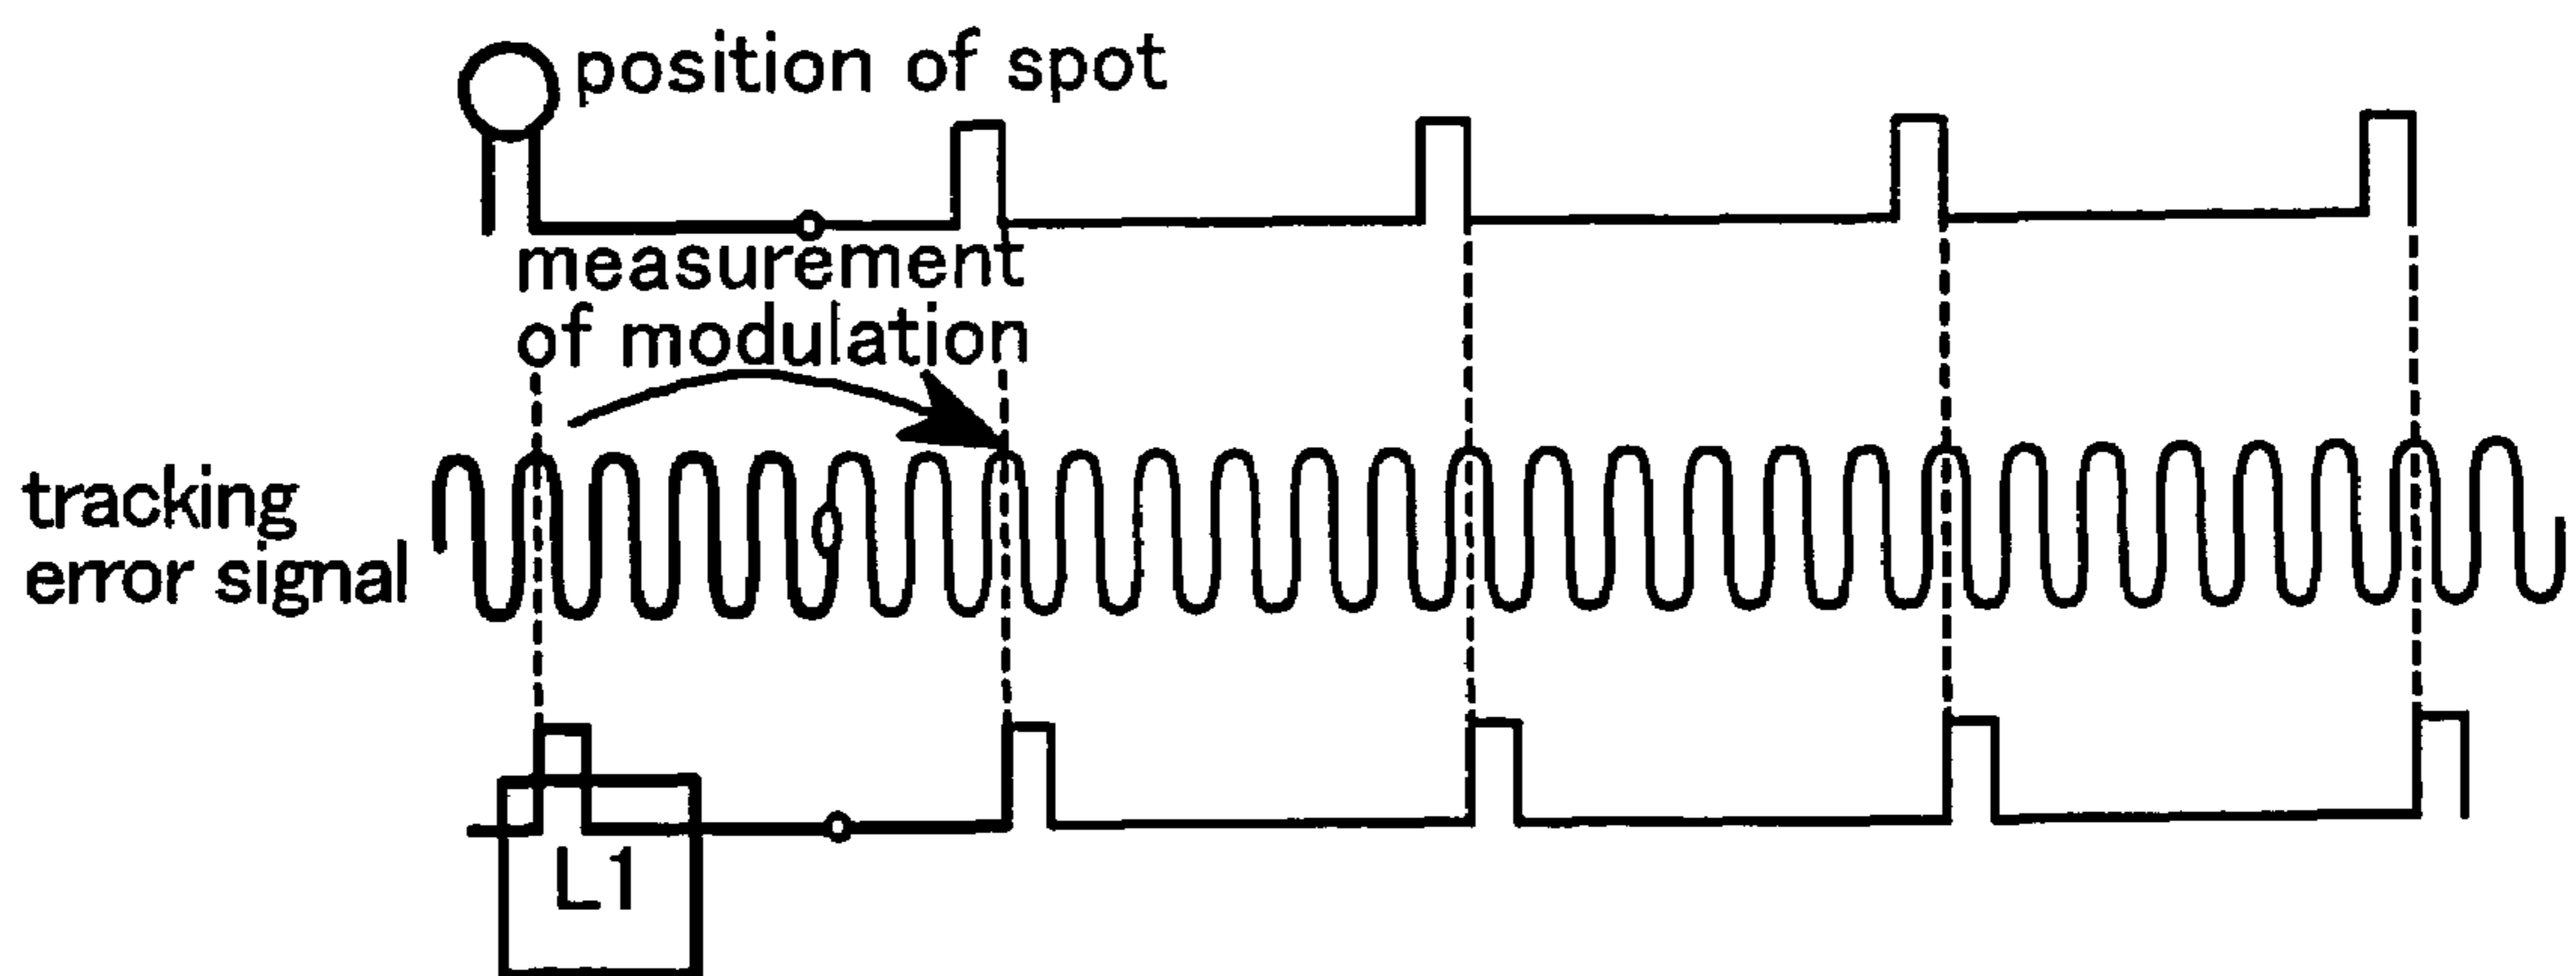 position of spot
measurement
of modulation
tracking
error signal
L1